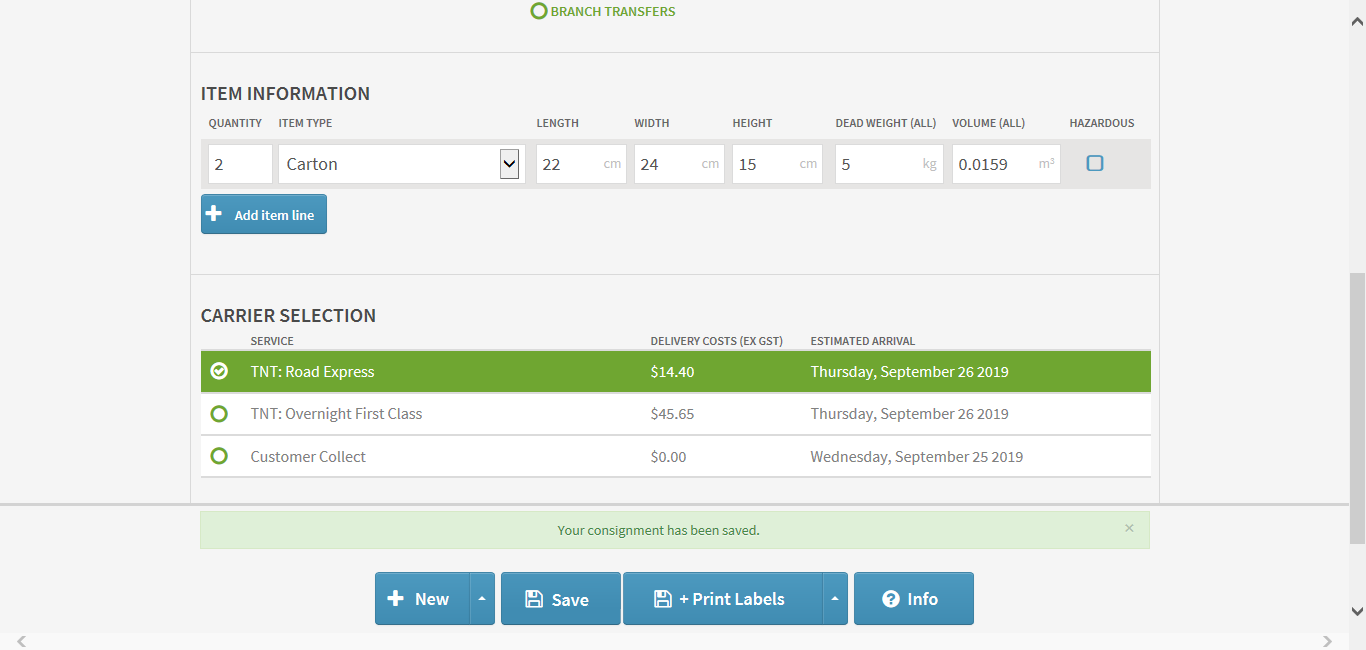 BRANCH TRANSFERS
ITEM INFORMATION
QUANTITY ITEM TYPE LENGTH WIDTH HEIGHT DEAD WEIGHT (ALL) VOLUME (ALL) HAZARDOUS
2 Carton 22 cm 24 cm 15 cm 5 kg 0.0159 m³
Add item line
CARRIER SELECTION
SERVICE DELIVERY COSTS (EX GST) ESTIMATED ARRIVAL
TNT: Road Express $14.40 Thursday, September 26 2019
TNT: Overnight First Class $45.65 Thursday, September 26 2019
Customer Collect $0.00 Wednesday, September 25 2019
Your consignment has been saved. ×
New Save + Print Labels Info